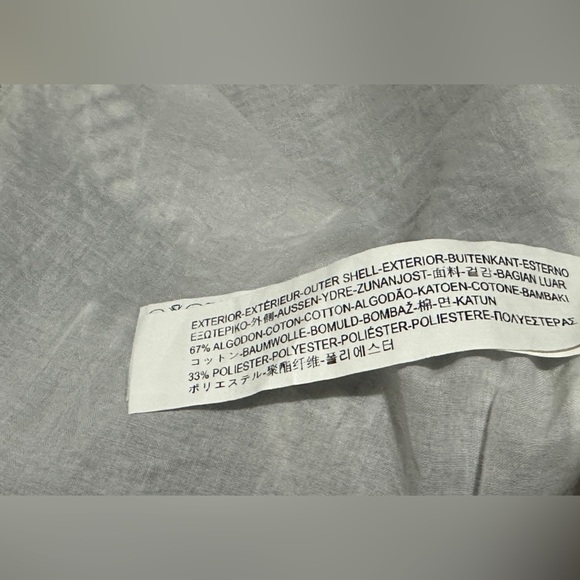 EXTERIOR-EXTÉRIEUR-OUTER SHELL-EXTERIOR-BUITENKANT-ESTERNO
ΕΞΩΤΕΡΙΚΟ-外側-AUSSEN-YDRE-ZUNANJOST-面料-겉감-BAGIAN LUAR
67% ALGODON-COTON-COTTON-ALGODÃO-KATOEN-COTONE-BAMBAKI
コットン-BAUMWOLLE-BOMULD-BOMBAŽ-棉-면-KATUN
33% POLIESTER-POLYESTER-POLIÉSTER-POLIESTERE-ΠΟΛΥΕΣΤΕΡΑΣ
ポリエステル-聚酯纤维-폴리에스터